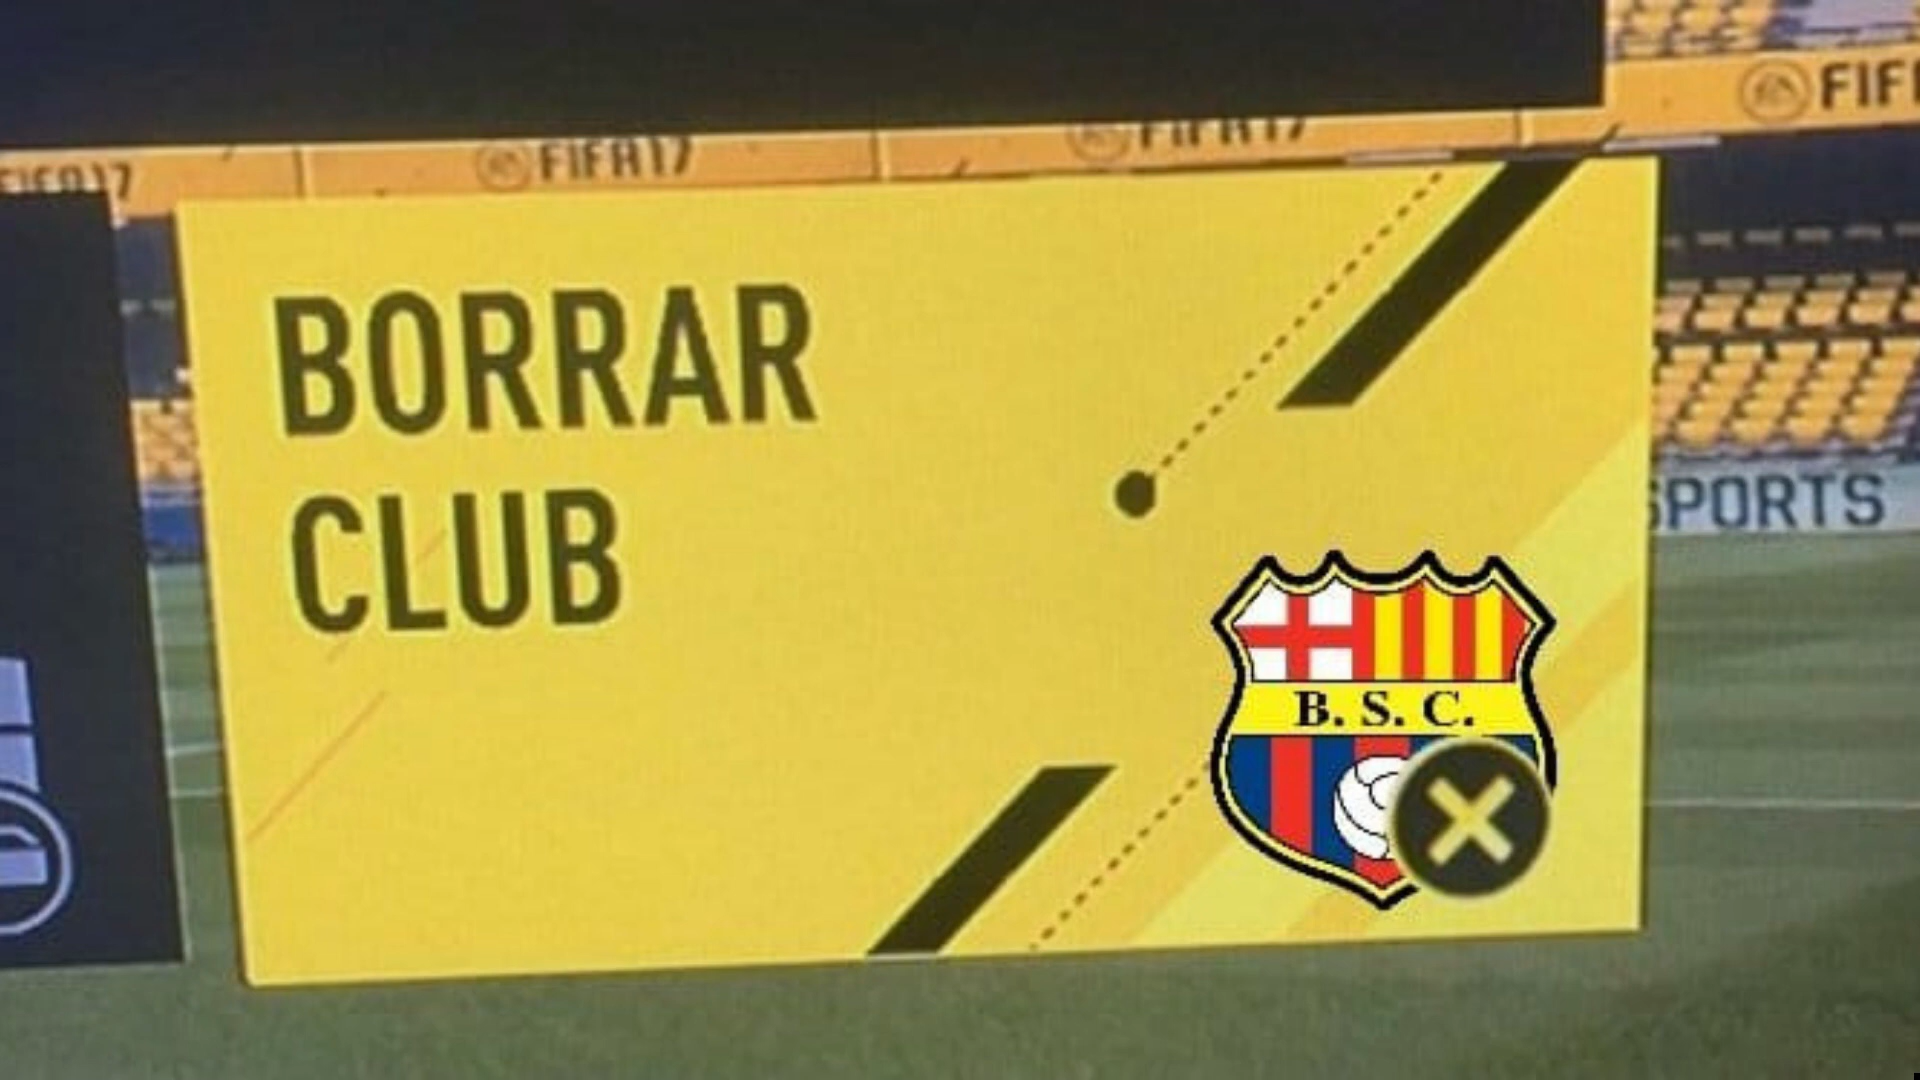 FIFA17
FIFA17
FIFA17
FIF
BORRAR
CLUB
SPORTS
B. S. C.